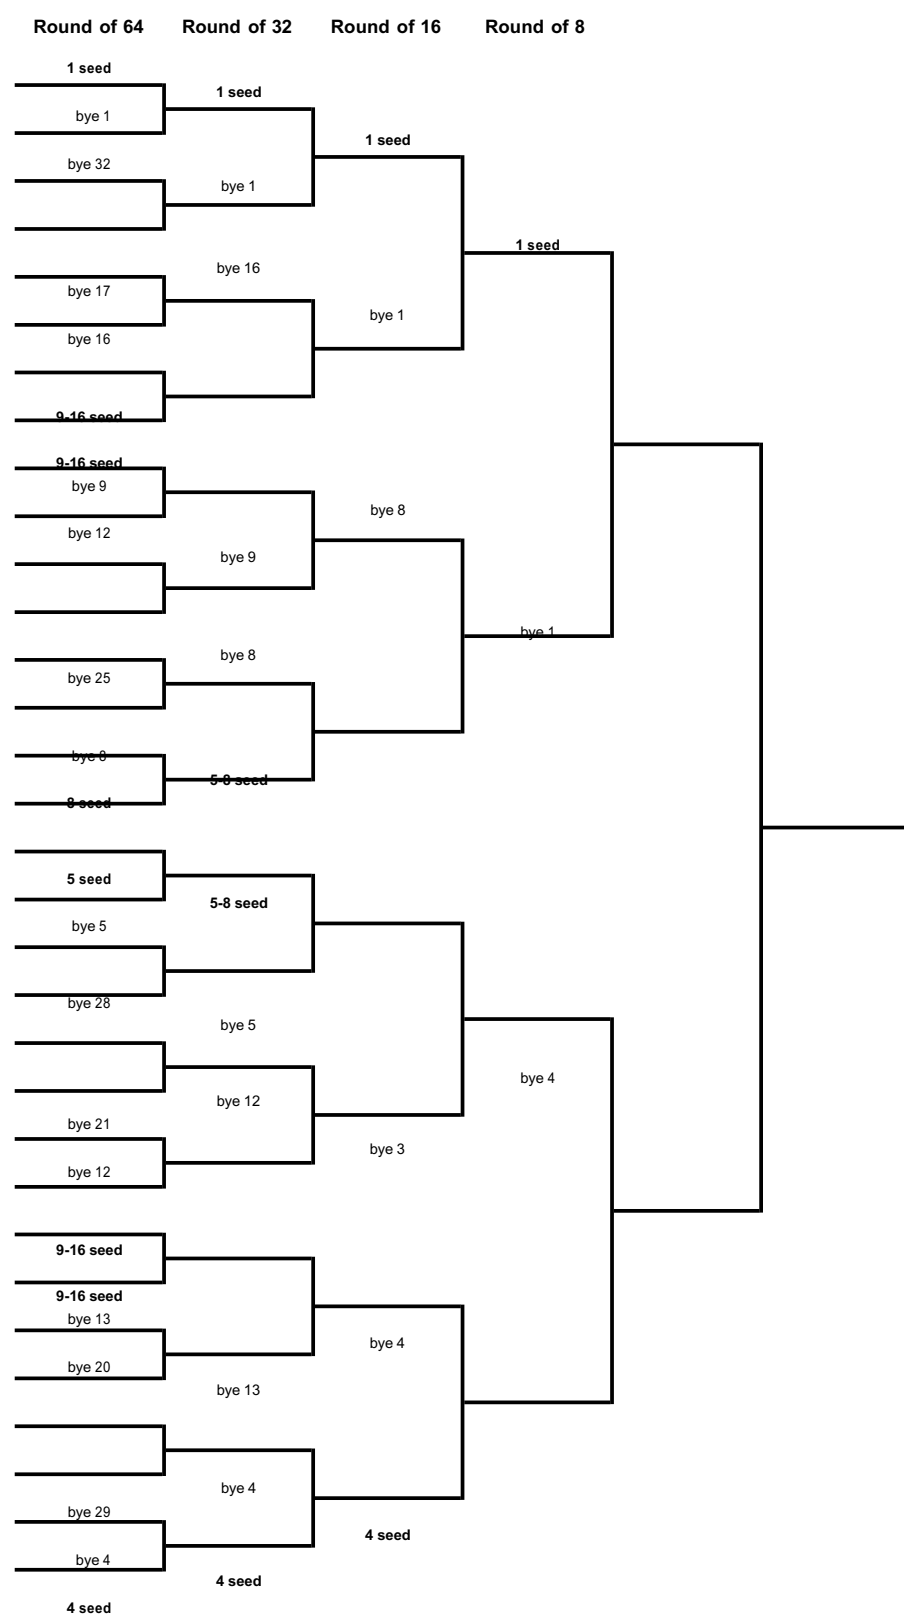 Round of 64 Round of 32 Round of 16 Round of 8
1 seed
1 seed
bye 1
1 seed
bye 32
bye 1
1 seed
bye 16
bye 17
bye 1
bye 16
9-16 seed
9-16 seed
bye 9
bye 8
bye 12
bye 9
bye 1
bye 8
bye 25
bye 8
5-8 seed
8 seed
5 seed
5-8 seed
bye 5
bye 28
bye 5
bye 4
bye 12
bye 21
bye 3
bye 12
9-16 seed
9-16 seed
bye 13
bye 4
bye 20
bye 13
bye 4
bye 29
4 seed
bye 4
4 seed
4 seed